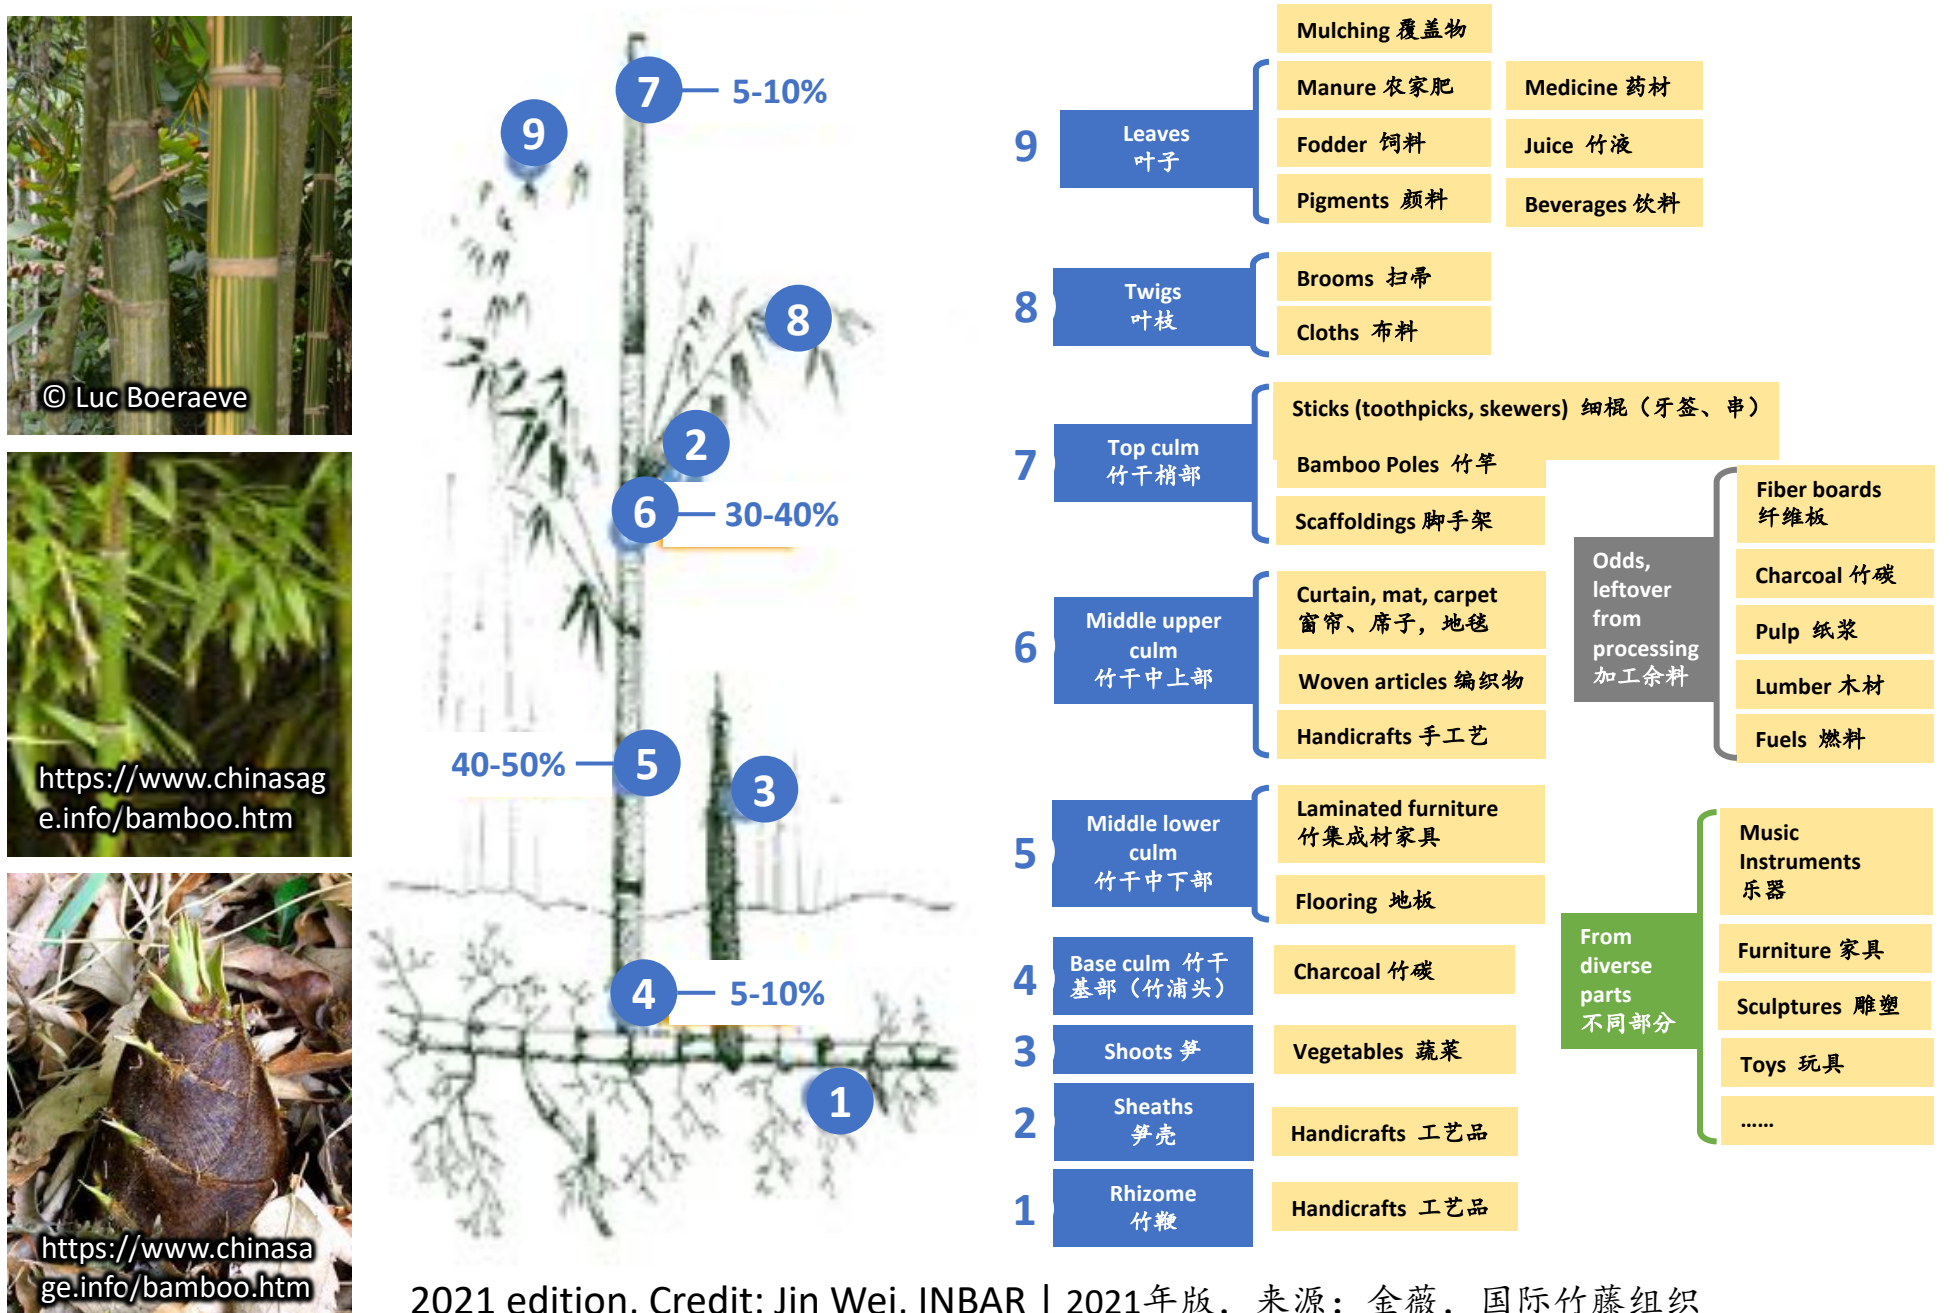 © Luc Boeraeve
https://www.chinasag
e.info/bamboo.htm
https://www.chinasa
ge.info/bamboo.htm
7
5-10%
9
8
2
6
30-40%
40-50%
5
3
4
5-10%
1
9
Leaves
叶子
Mulching 覆盖物
Manure 农家肥
Fodder 饲料
Pigments 颜料
Medicine 药材
Juice 竹液
Beverages 饮料
8
Twigs
叶枝
Brooms 扫帚
Cloths 布料
7
Top culm
竹干梢部
Sticks (toothpicks, skewers) 细棍（牙签、串）
Bamboo Poles 竹竿
Scaffoldings 脚手架
6
Middle upper
culm
竹干中上部
Curtain, mat, carpet
窗帘、席子，地毯
Woven articles 编织物
Handicrafts 手工艺
5
Middle lower
culm
竹干中下部
Laminated furniture
竹集成材家具
Flooring 地板
4
Base culm 竹干
基部（竹浦头）
Charcoal 竹碳
3
Shoots 笋
Vegetables 蔬菜
2
Sheaths
笋壳
Handicrafts 工艺品
1
Rhizome
竹鞭
Handicrafts 工艺品
Odds,
leftover
from
processing
加工余料
Fiber boards
纤维板
Charcoal 竹碳
Pulp 纸浆
Lumber 木材
Fuels 燃料
From
diverse
parts
不同部分
Music
Instruments
乐器
Furniture 家具
Sculptures 雕塑
Toys 玩具
……
2021 edition. Credit: Jin Wei, INBAR | 2021年版，来源：金薇，国际竹藤组织